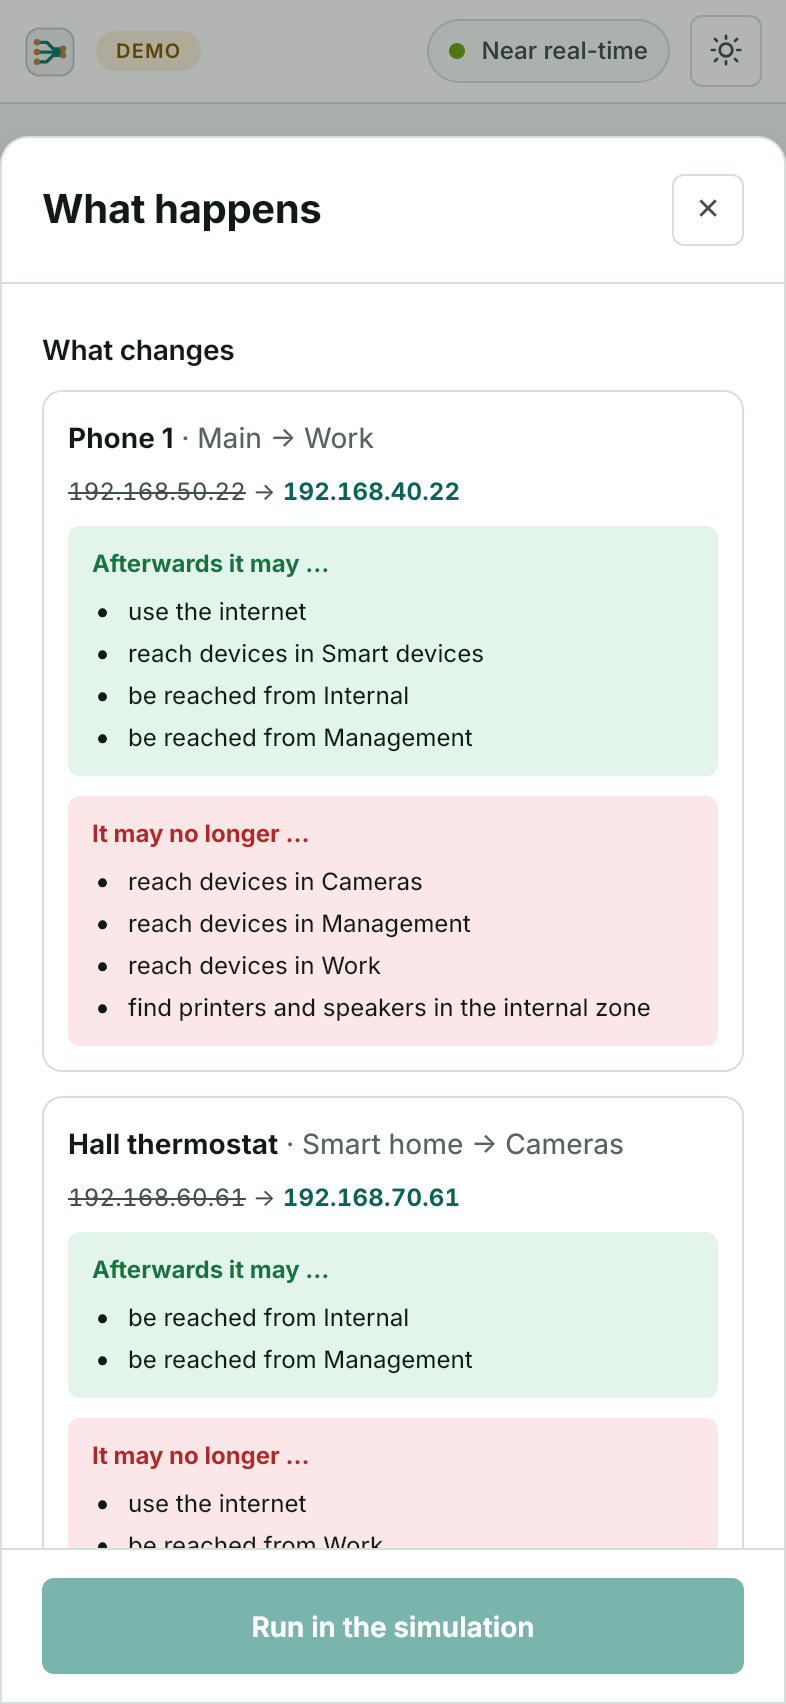 DEMO
Near real-time
What happens
What changes
Phone 1 · Main → Work
192.168.50.22 → 192.168.40.22
Afterwards it may ...
• use the internet
• reach devices in Smart devices
• be reached from Internal
• be reached from Management
It may no longer ...
• reach devices in Cameras
• reach devices in Management
• reach devices in Work
• find printers and speakers in the internal zone
Hall thermostat · Smart home → Cameras
192.168.60.61 → 192.168.70.61
Afterwards it may ...
• be reached from Internal
• be reached from Management
It may no longer ...
• use the internet
• be reached from Work
Run in the simulation